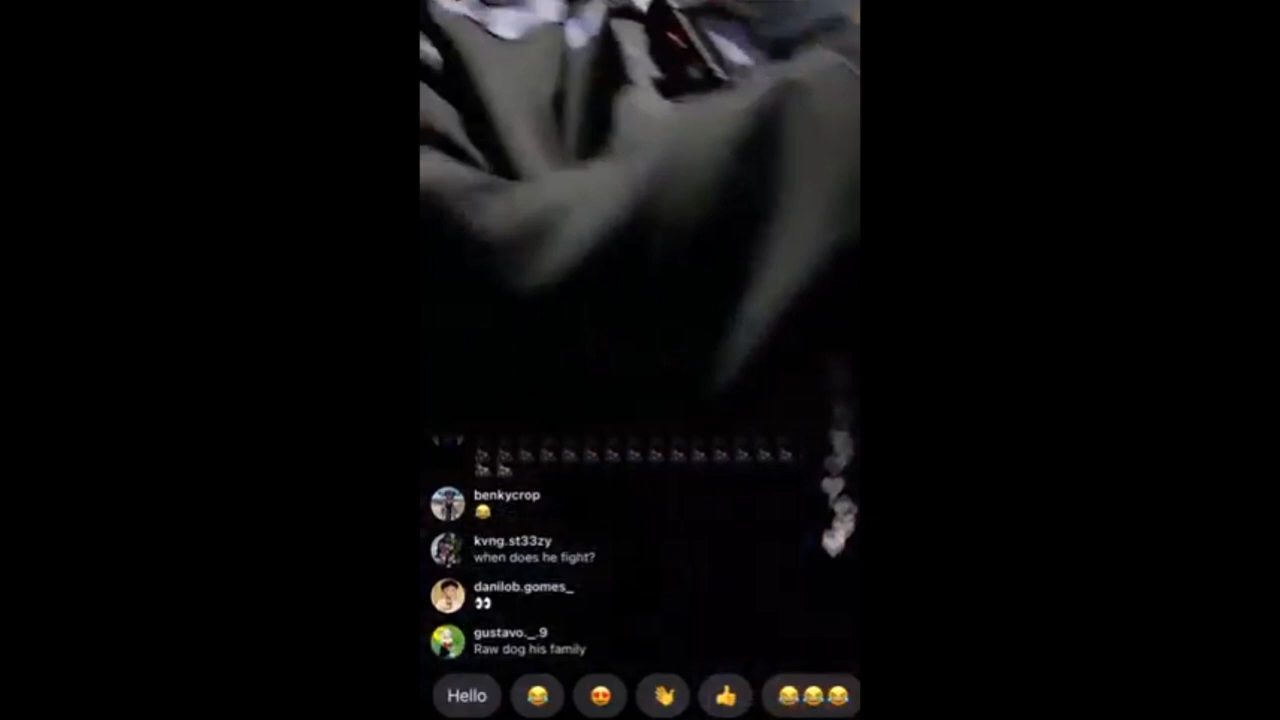 benkycrop
😂
kvng.st33zy
when does he fight?
danilob.gomes_
👀
gustavo._.9
Raw dog his family
Hello 😂 😍 👋 👍 😂😂😂